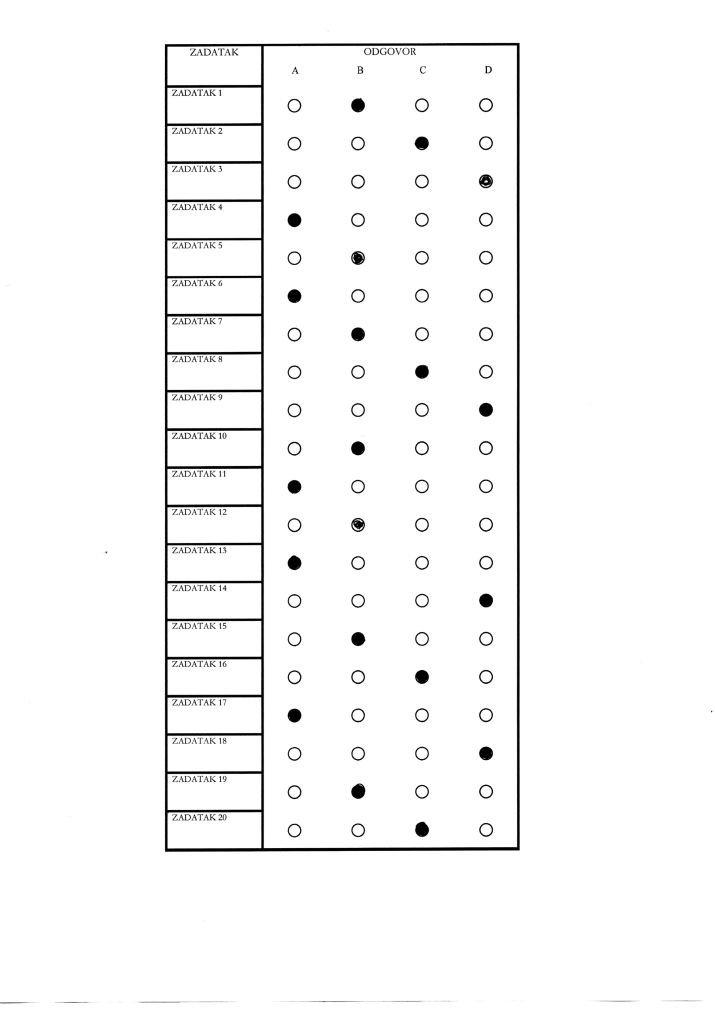 ZADATAK ODGOVOR
A B C D
ZADATAK 1
ZADATAK 2
ZADATAK 3
ZADATAK 4
ZADATAK 5
ZADATAK 6
ZADATAK 7
ZADATAK 8
ZADATAK 9
ZADATAK 10
ZADATAK 11
ZADATAK 12
ZADATAK 13
ZADATAK 14
ZADATAK 15
ZADATAK 16
ZADATAK 17
ZADATAK 18
ZADATAK 19
ZADATAK 20